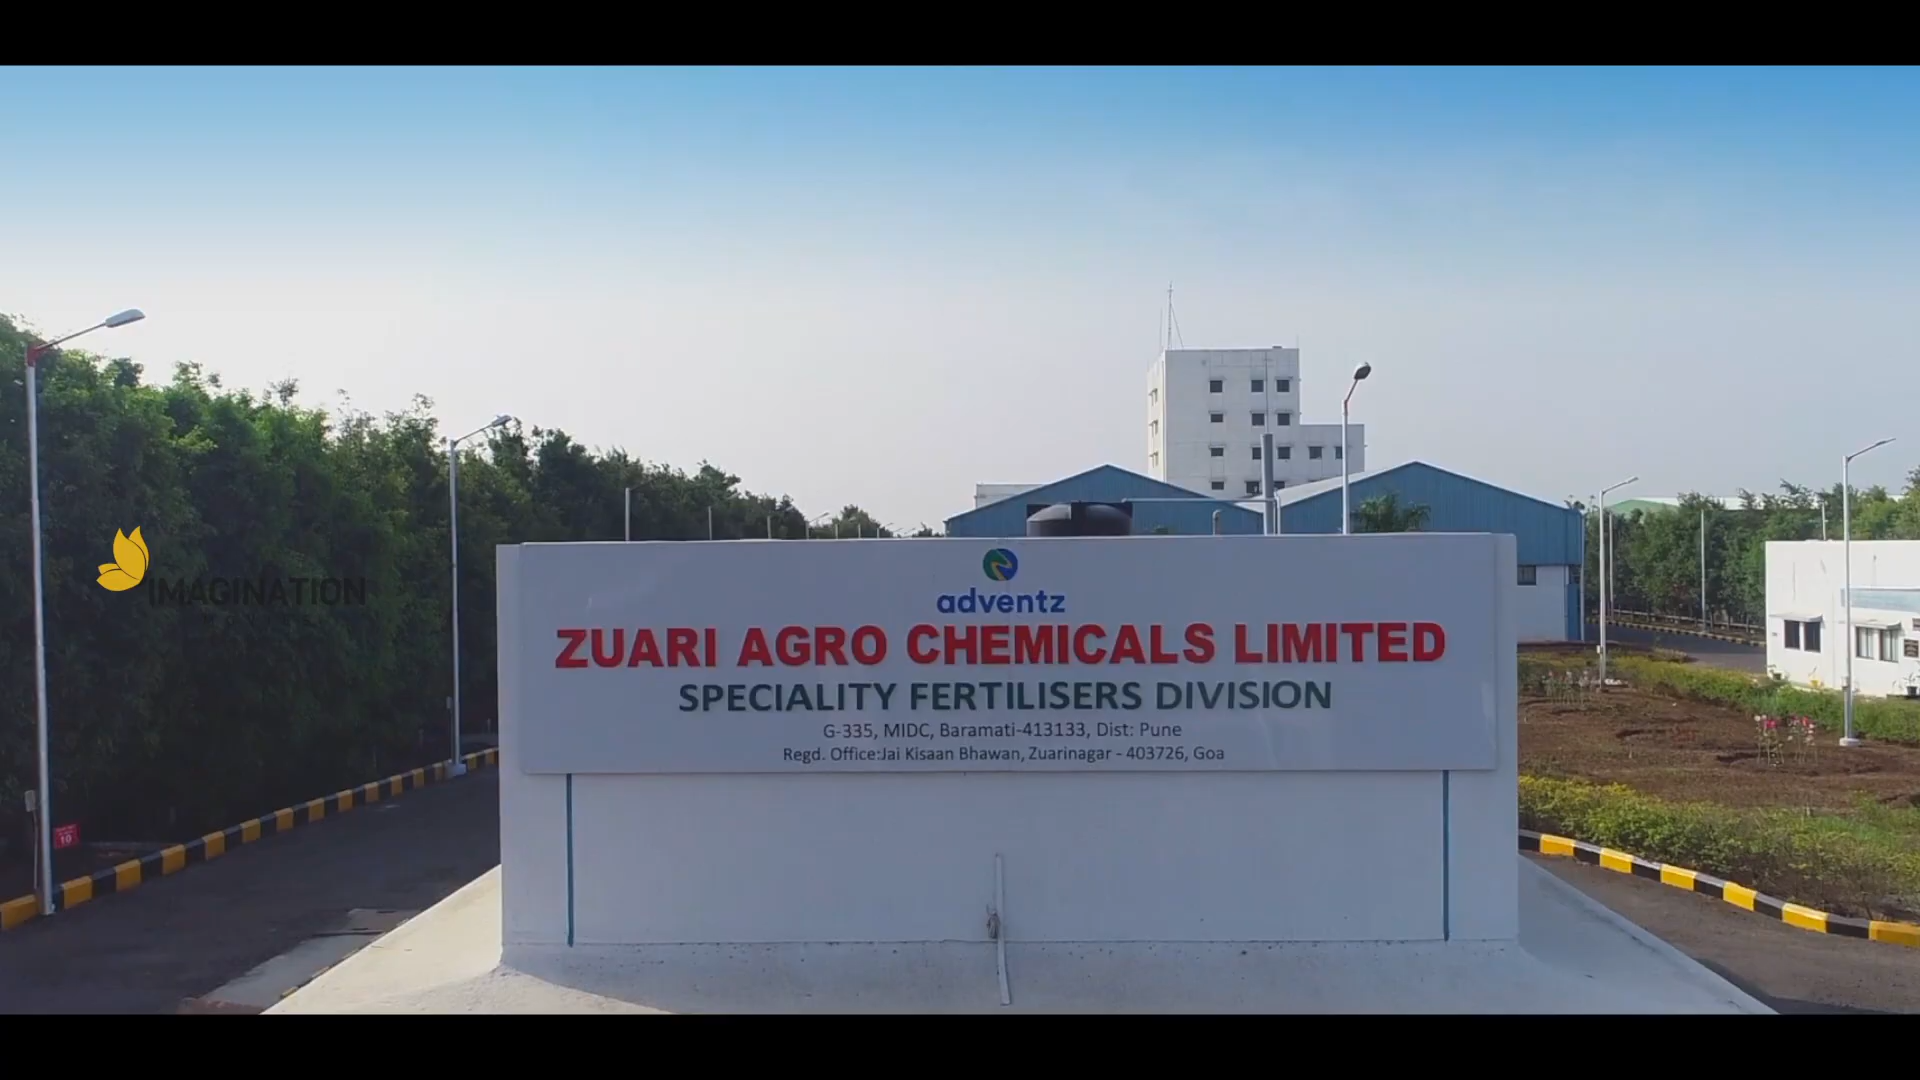 IMAGINATION
adventz
ZUARI AGRO CHEMICALS LIMITED
SPECIALITY FERTILISERS DIVISION
G-335, MIDC, Baramati-413133, Dist: Pune
Regd. Office:Jai Kisaan Bhawan, Zuarinagar - 403726, Goa
10